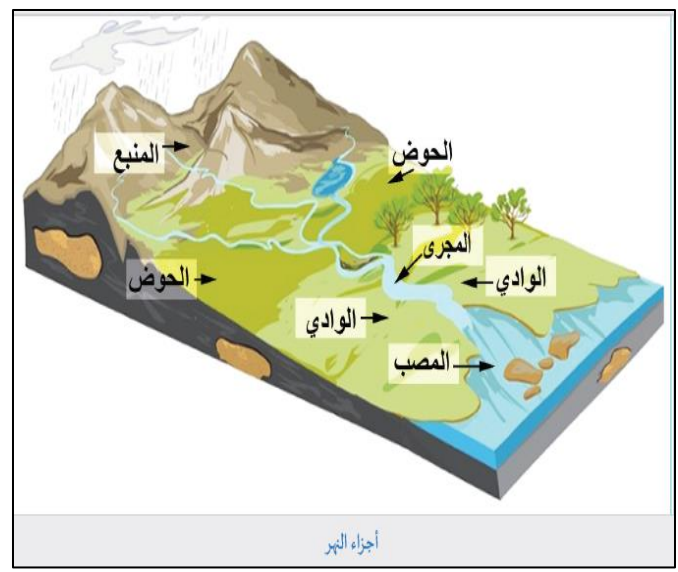 المنبع
الحوض
المجرى
الوادي
الحوض
الوادي
المصب
أجزاء النهر